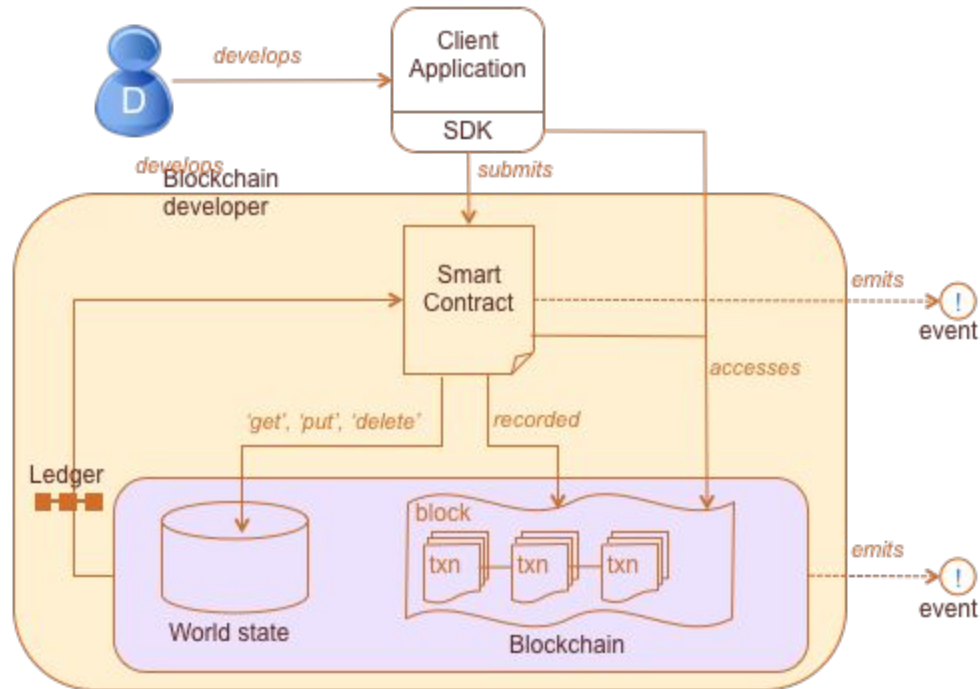 develops
Client
Application
SDK
D
develops
Blockchain
developer
submits
Smart
Contract
emits
!
event
accesses
'get', 'put', 'delete'
recorded
Ledger
block
txn
txn
txn
World state
Blockchain
emits
!
event